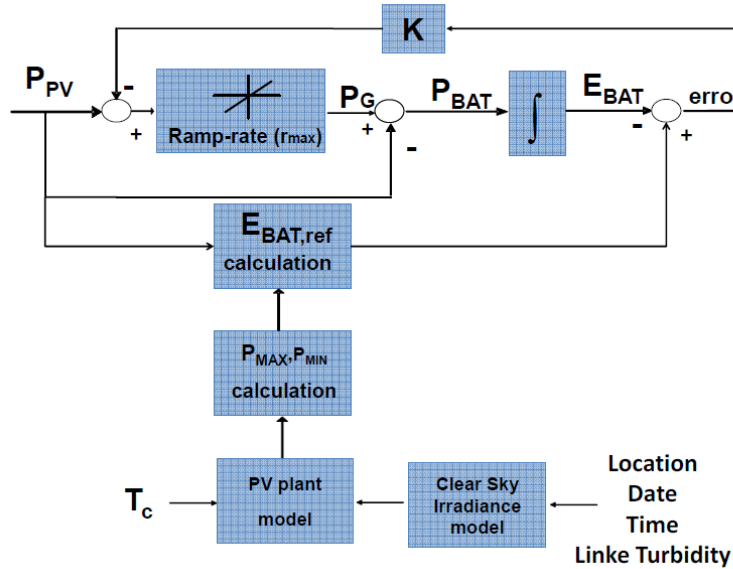 K
P_PV
-
+
Ramp-rate (r_max)
P_G
+
-
P_BAT
∫
E_BAT
-
+
erro
E_BAT,ref
calculation
P_MAX, P_MIN
calculation
T_c
PV plant
model
Clear Sky
Irradiance
model
Location
Date
Time
Linke Turbidity